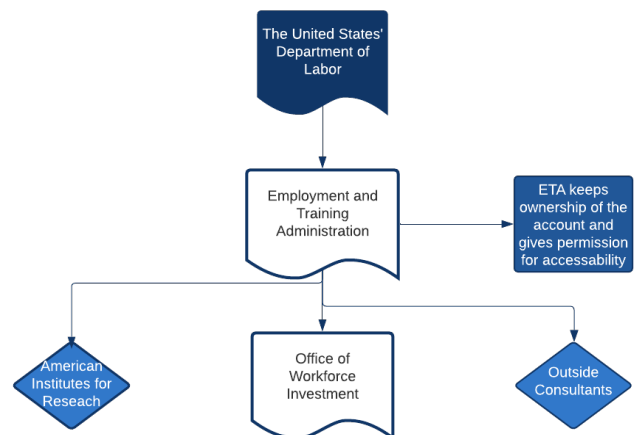 The United States'
Department of
Labor
Employment and
Training
Administration
ETA keeps
ownership of the
account and
gives permission
for accessability
American
Institutes for
Reseach
Office of
Workforce
Investment
Outside
Consultants